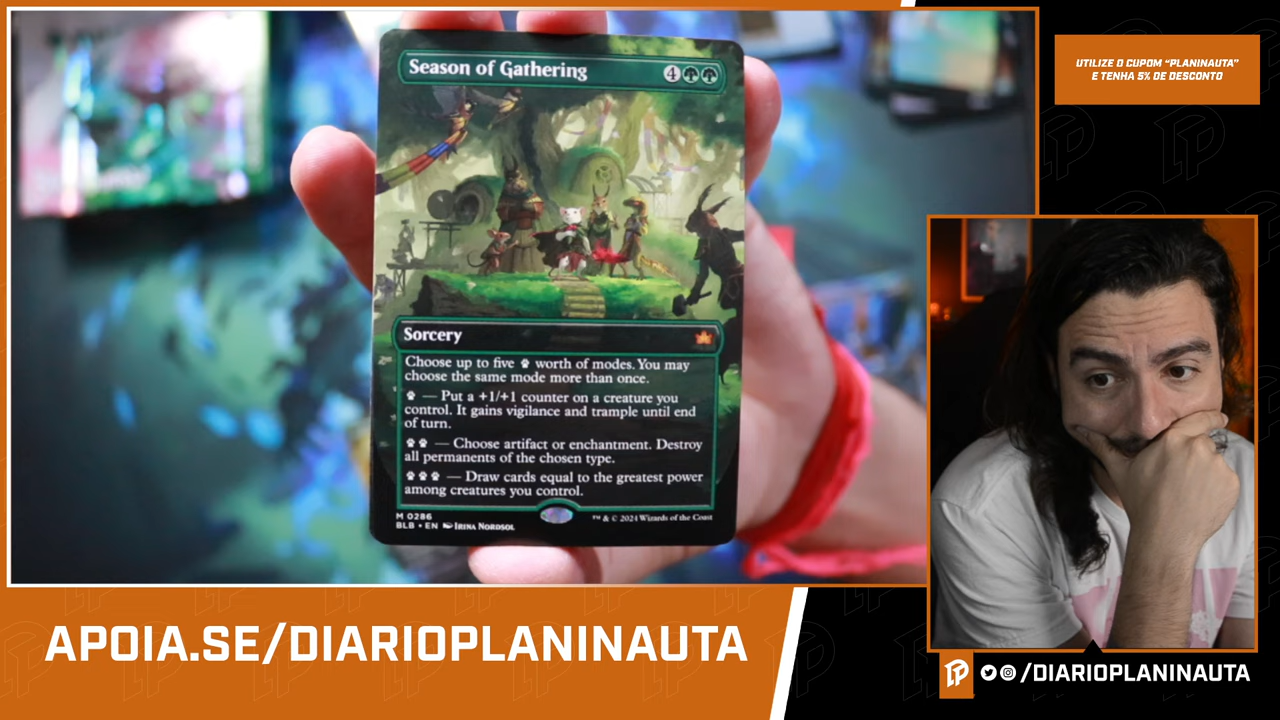 Season of Gathering
4
Sorcery
Choose up to five worth of modes. You may
choose the same mode more than once.
— Put a +1/+1 counter on a creature you
control. It gains vigilance and trample until end
of turn.
— Choose artifact or enchantment. Destroy
all permanents of the chosen type.
— Draw cards equal to the greatest power
among creatures you control.
M 0286
BLB • EN IRINA NORDSOL
™ & © 2024 Wizards of the Coast
UTILIZE O CUPOM “PLANINAUTA”
E TENHA 5% DE DESCONTO
APOIA.SE/DIARIOPLANINAUTA
/DIARIOPLANINAUTA